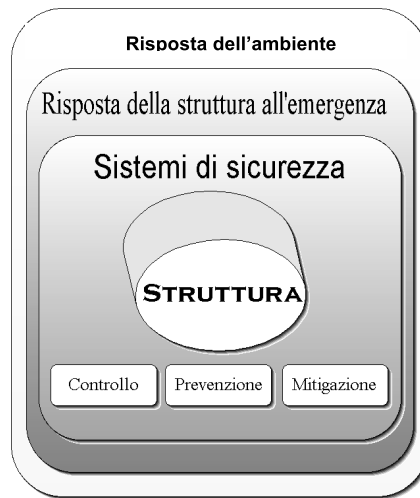 Risposta dell'ambiente
Risposta della struttura all'emergenza
Sistemi di sicurezza
STRUTTURA
Controllo
Prevenzione
Mitigazione